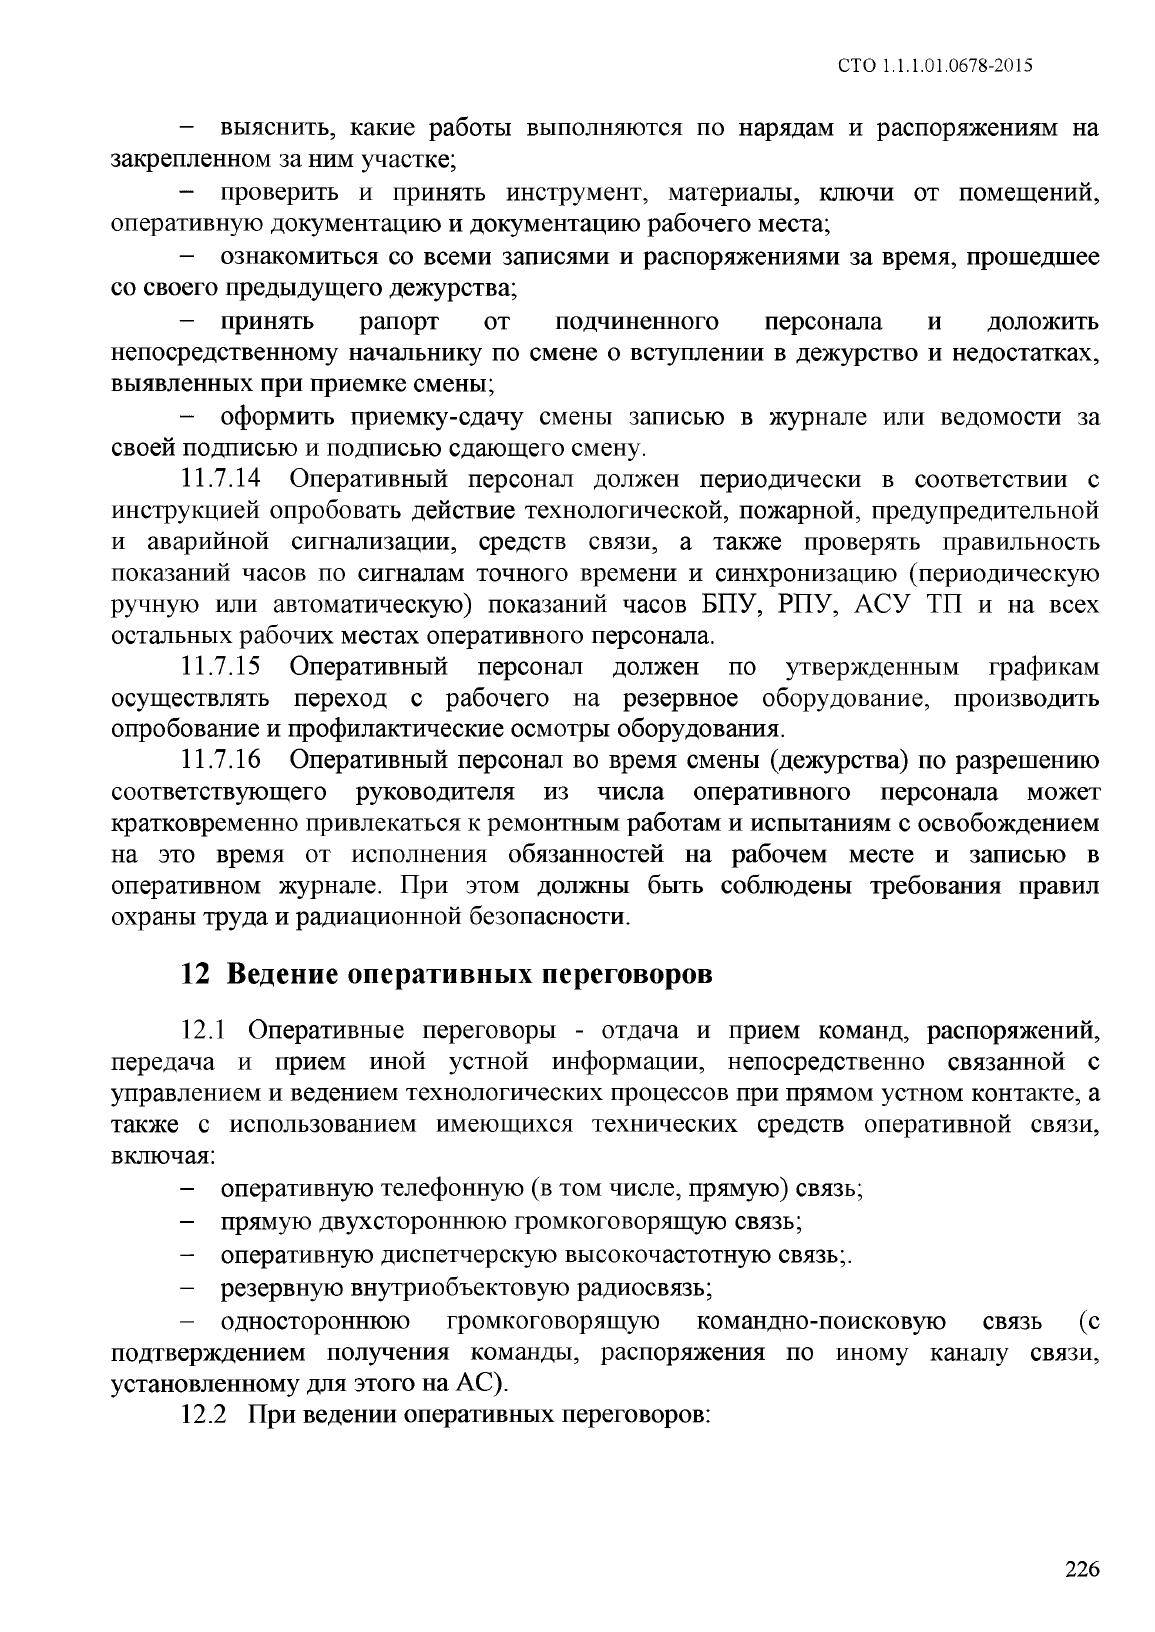 СТО 1.1.1.01.0678-2015
– выяснить, какие работы выполняются по нарядам и распоряжениям на
закрепленном за ним участке;
– проверить и принять инструмент, материалы, ключи от помещений,
оперативную документацию и документацию рабочего места;
– ознакомиться со всеми записями и распоряжениями за время, прошедшее
со своего предыдущего дежурства;
– принять рапорт от подчиненного персонала и доложить
непосредственному начальнику по смене о вступлении в дежурство и недостатках,
выявленных при приемке смены;
– оформить приемку-сдачу смены записью в журнале или ведомости за
своей подписью и подписью сдающего смену.
11.7.14 Оперативный персонал должен периодически в соответствии с
инструкцией опробовать действие технологической, пожарной, предупредительной
и аварийной сигнализации, средств связи, а также проверять правильность
показаний часов по сигналам точного времени и синхронизацию (периодическую
ручную или автоматическую) показаний часов БПУ, РПУ, АСУ ТП и на всех
остальных рабочих местах оперативного персонала.
11.7.15 Оперативный персонал должен по утвержденным графикам
осуществлять переход с рабочего на резервное оборудование, производить
опробование и профилактические осмотры оборудования.
11.7.16 Оперативный персонал во время смены (дежурства) по разрешению
соответствующего руководителя из числа оперативного персонала может
кратковременно привлекаться к ремонтным работам и испытаниям с освобождением
на это время от исполнения обязанностей на рабочем месте и записью в
оперативном журнале. При этом должны быть соблюдены требования правил
охраны труда и радиационной безопасности.
12 Ведение оперативных переговоров
12.1 Оперативные переговоры - отдача и прием команд, распоряжений,
передача и прием иной устной информации, непосредственно связанной с
управлением и ведением технологических процессов при прямом устном контакте, а
также с использованием имеющихся технических средств оперативной связи,
включая:
– оперативную телефонную (в том числе, прямую) связь;
– прямую двухстороннюю громкоговорящую связь;
– оперативную диспетчерскую высокочастотную связь;.
– резервную внутриобъектовую радиосвязь;
– одностороннюю громкоговорящую командно-поисковую связь (с
подтверждением получения команды, распоряжения по иному каналу связи,
установленному для этого на АС).
12.2 При ведении оперативных переговоров:
226